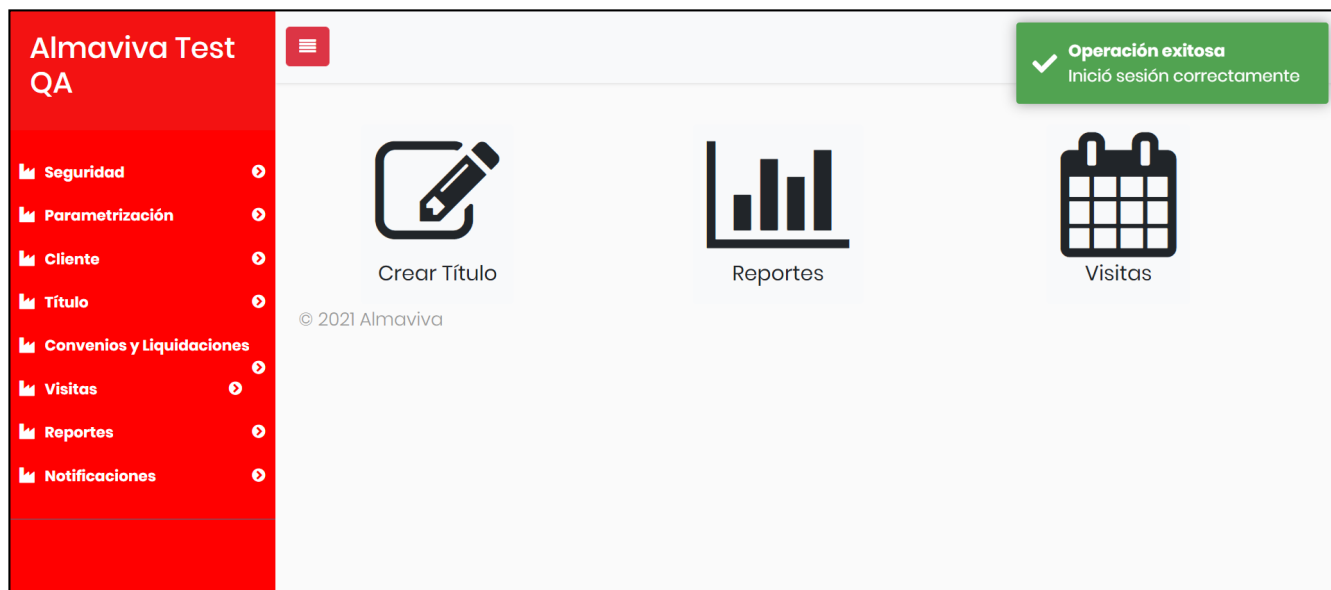 Almaviva Test
QA
Operación exitosa
Inició sesión correctamente
Seguridad
Parametrización
Cliente
Título
Convenios y Liquidaciones
Visitas
Reportes
Notificaciones
Crear Título
Reportes
Visitas
© 2021 Almaviva